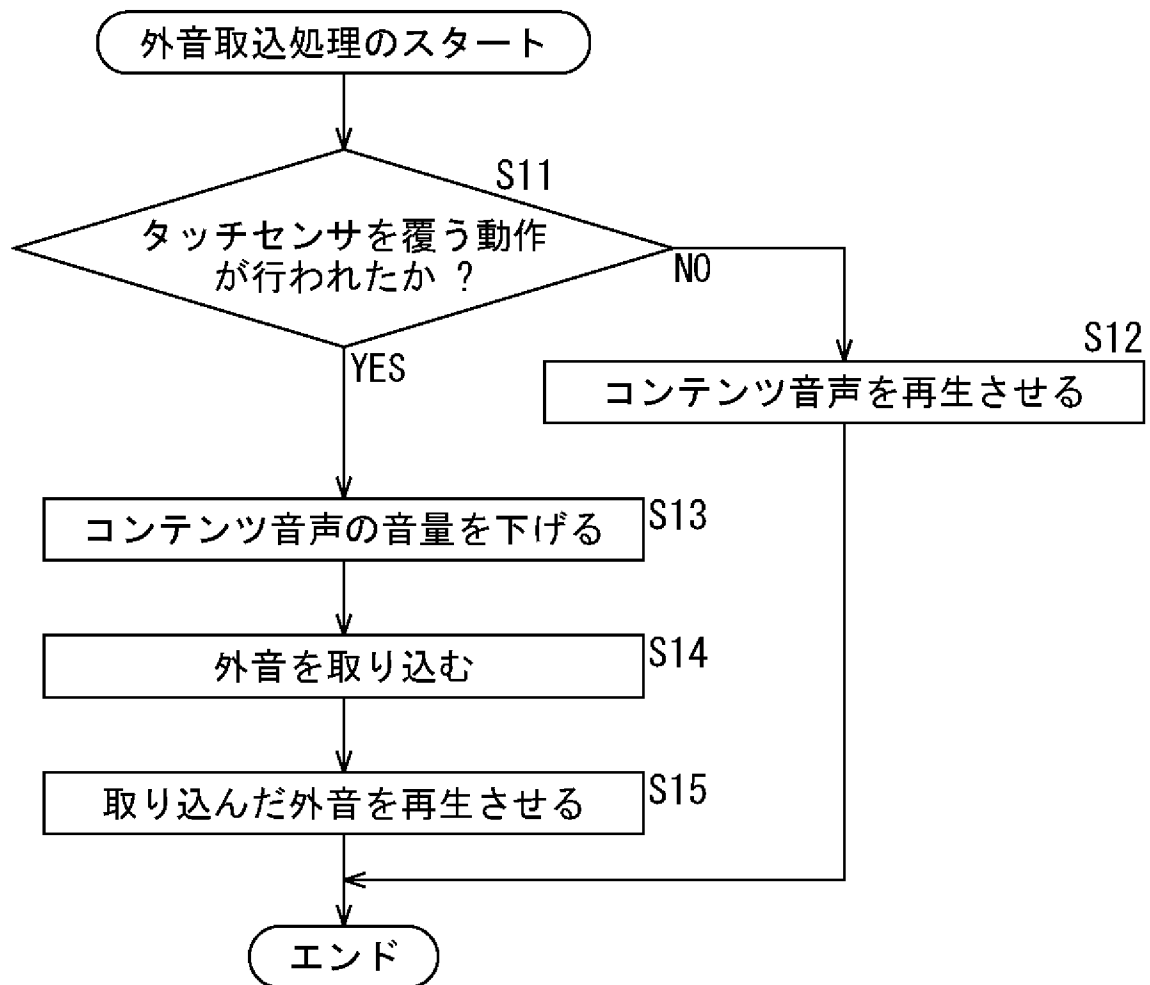 外音取込処理のスタート
S11
タッチセンサを覆う動作
が行われたか ?
NO
YES
S12
コンテンツ音声を再生させる
コンテンツ音声の音量を下げる
S13
外音を取り込む
S14
取り込んだ外音を再生させる
S15
エンド